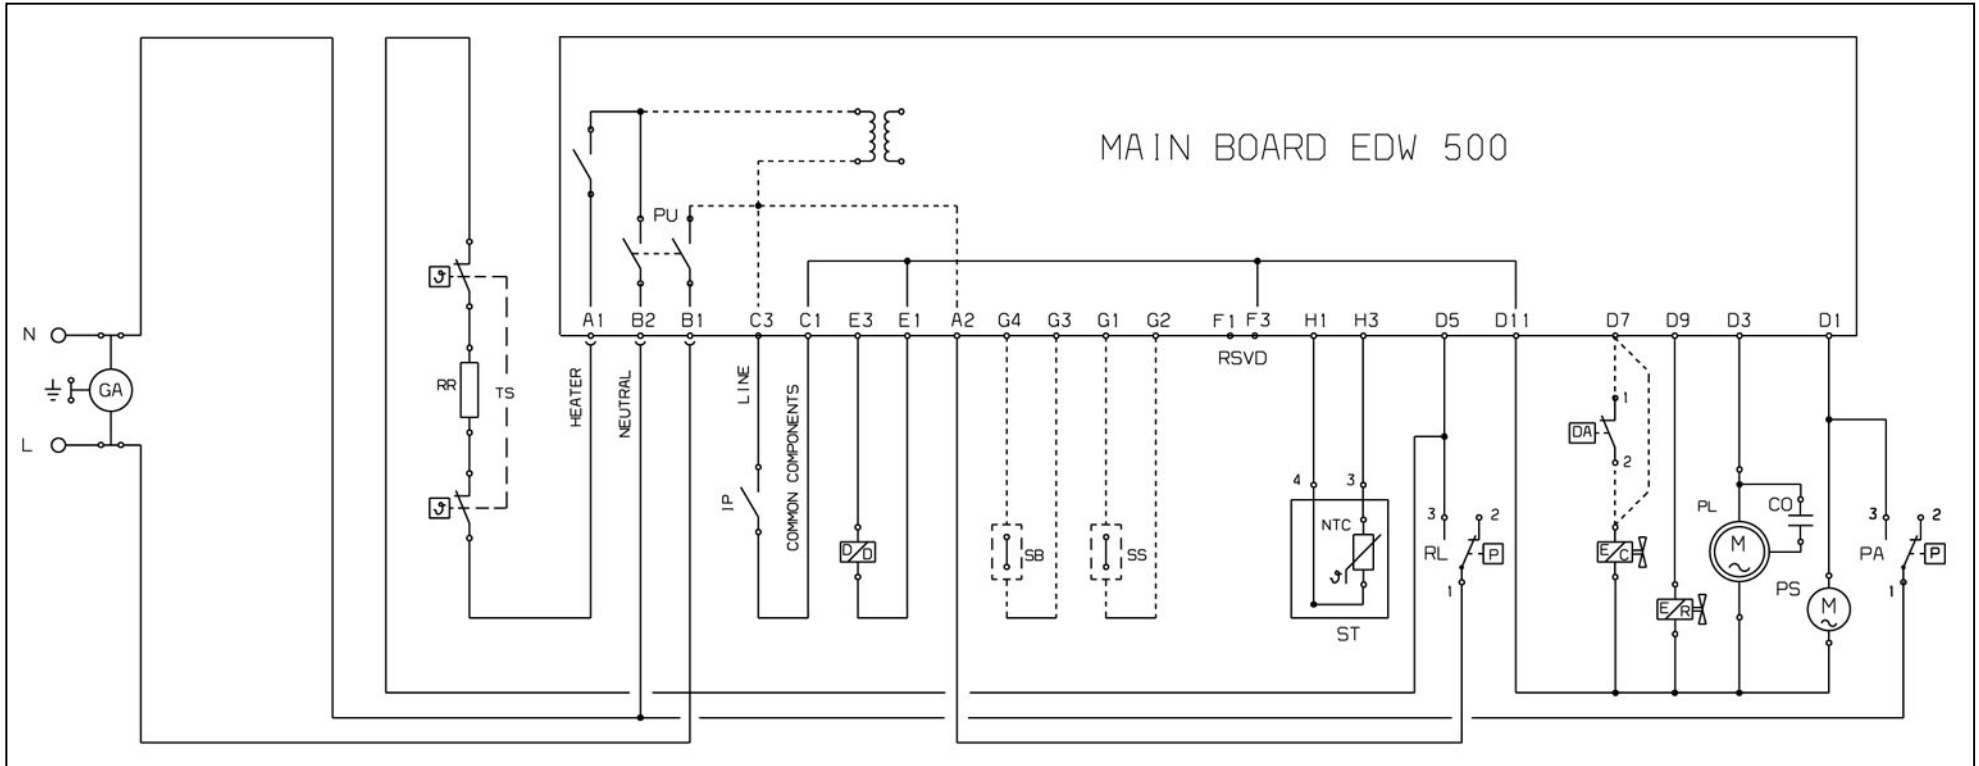 MAIN BOARD EDW 500
PU
A1 B2 B1 C3 C1 E3 E1 A2 G4 G3 G1 G2 F1 F3 H1 H3 D5 D11 D7 D9 D3 D1
RSVD
N
GA
L
ϑ
RR
TS
ϑ
HEATER
NEUTRAL
LINE
IP
COMMON COMPONENTS
D/D
SB
SS
4 3
NTC
ϑ
ST
3 2
RL P
1
1
DA
2
E/C
E/R
PL CO
M
PS
M
3 2
PA P
1